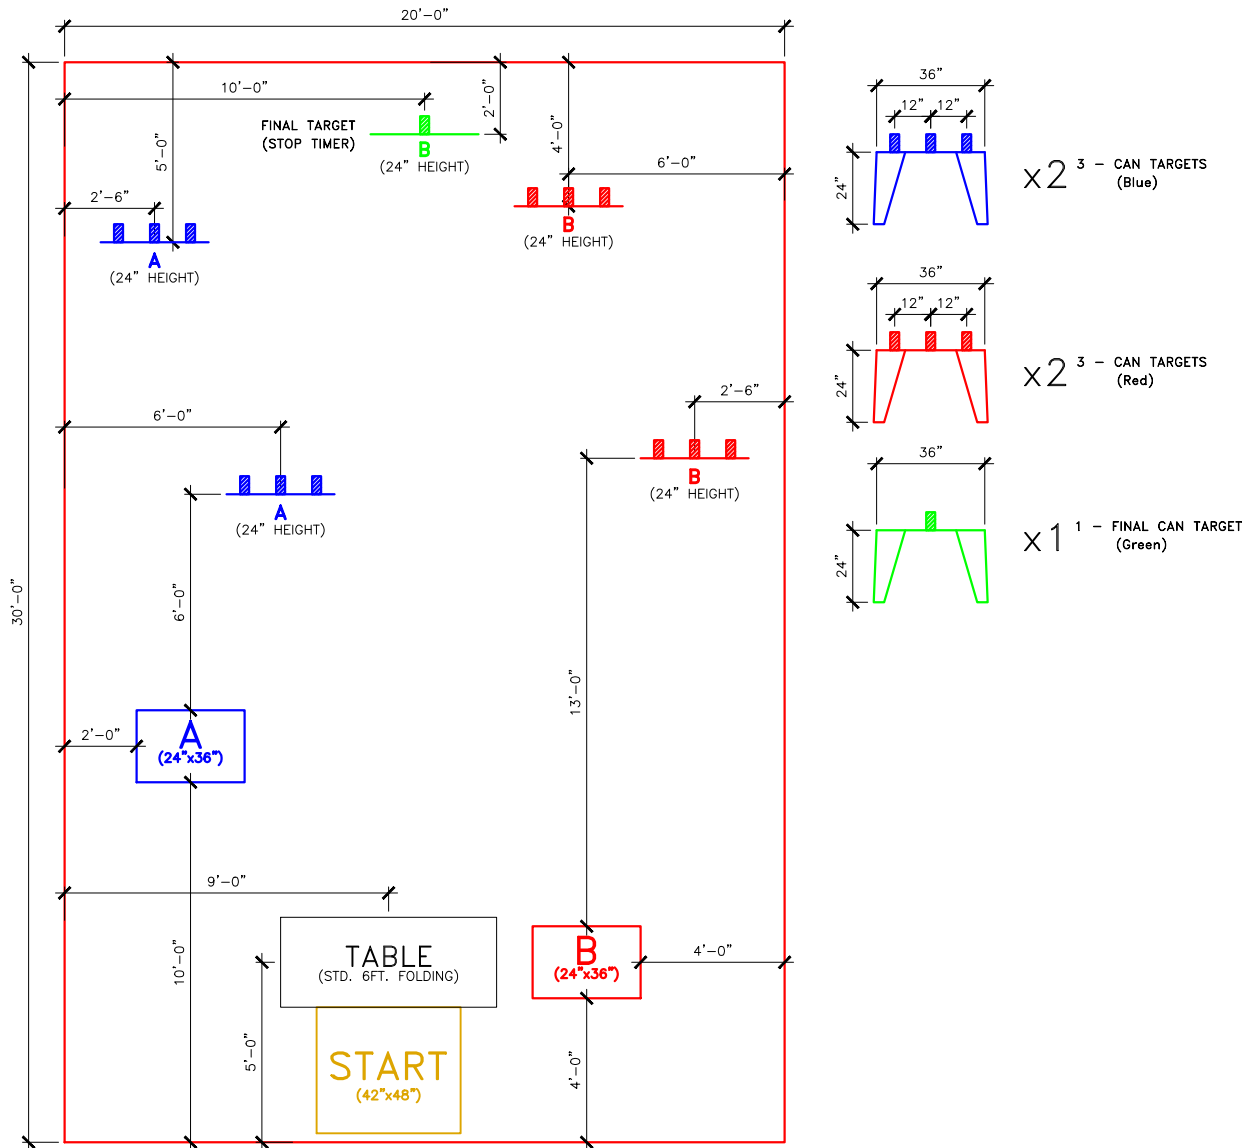 20'-0"
10'-0"
2'-0"
4'-0"
5'-0"
FINAL TARGET
(STOP TIMER)
B
(24" HEIGHT)
6'-0"
2'-6"
A
(24" HEIGHT)
B
(24" HEIGHT)
36"
12" 12"
24"
x2 3 - CAN TARGETS
(Blue)
36"
12" 12"
24"
x2 3 - CAN TARGETS
(Red)
36"
24"
x1 1 - FINAL CAN TARGET
(Green)
2'-6"
6'-0"
B
(24" HEIGHT)
A
(24" HEIGHT)
30'-0"
6'-0"
13'-0"
2'-0"
A
(24"x36")
9'-0"
10'-0"
TABLE
(STD. 6FT. FOLDING)
B
(24"x36")
4'-0"
5'-0"
START
(42"x48")
4'-0"